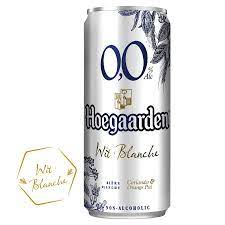 0,0
% Alc
Hoegaarden
Wit Blanche
BIÈRE
BLANCHE
Coriander &
Orange Peel
NON-ALCOHOLIC
Wit
Blanche